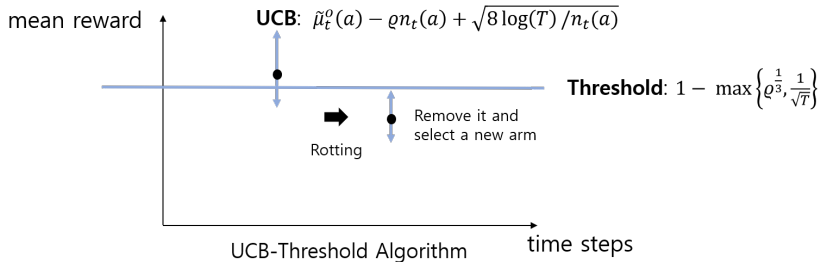 mean reward
UCB: μ̃ₜᵒ(a) − ϱnₜ(a) + √(8 log(T) /nₜ(a))
Threshold: 1 − max{ϱ^(1/3), 1/√T}
Remove it and
select a new arm
Rotting
UCB-Threshold Algorithm
time steps